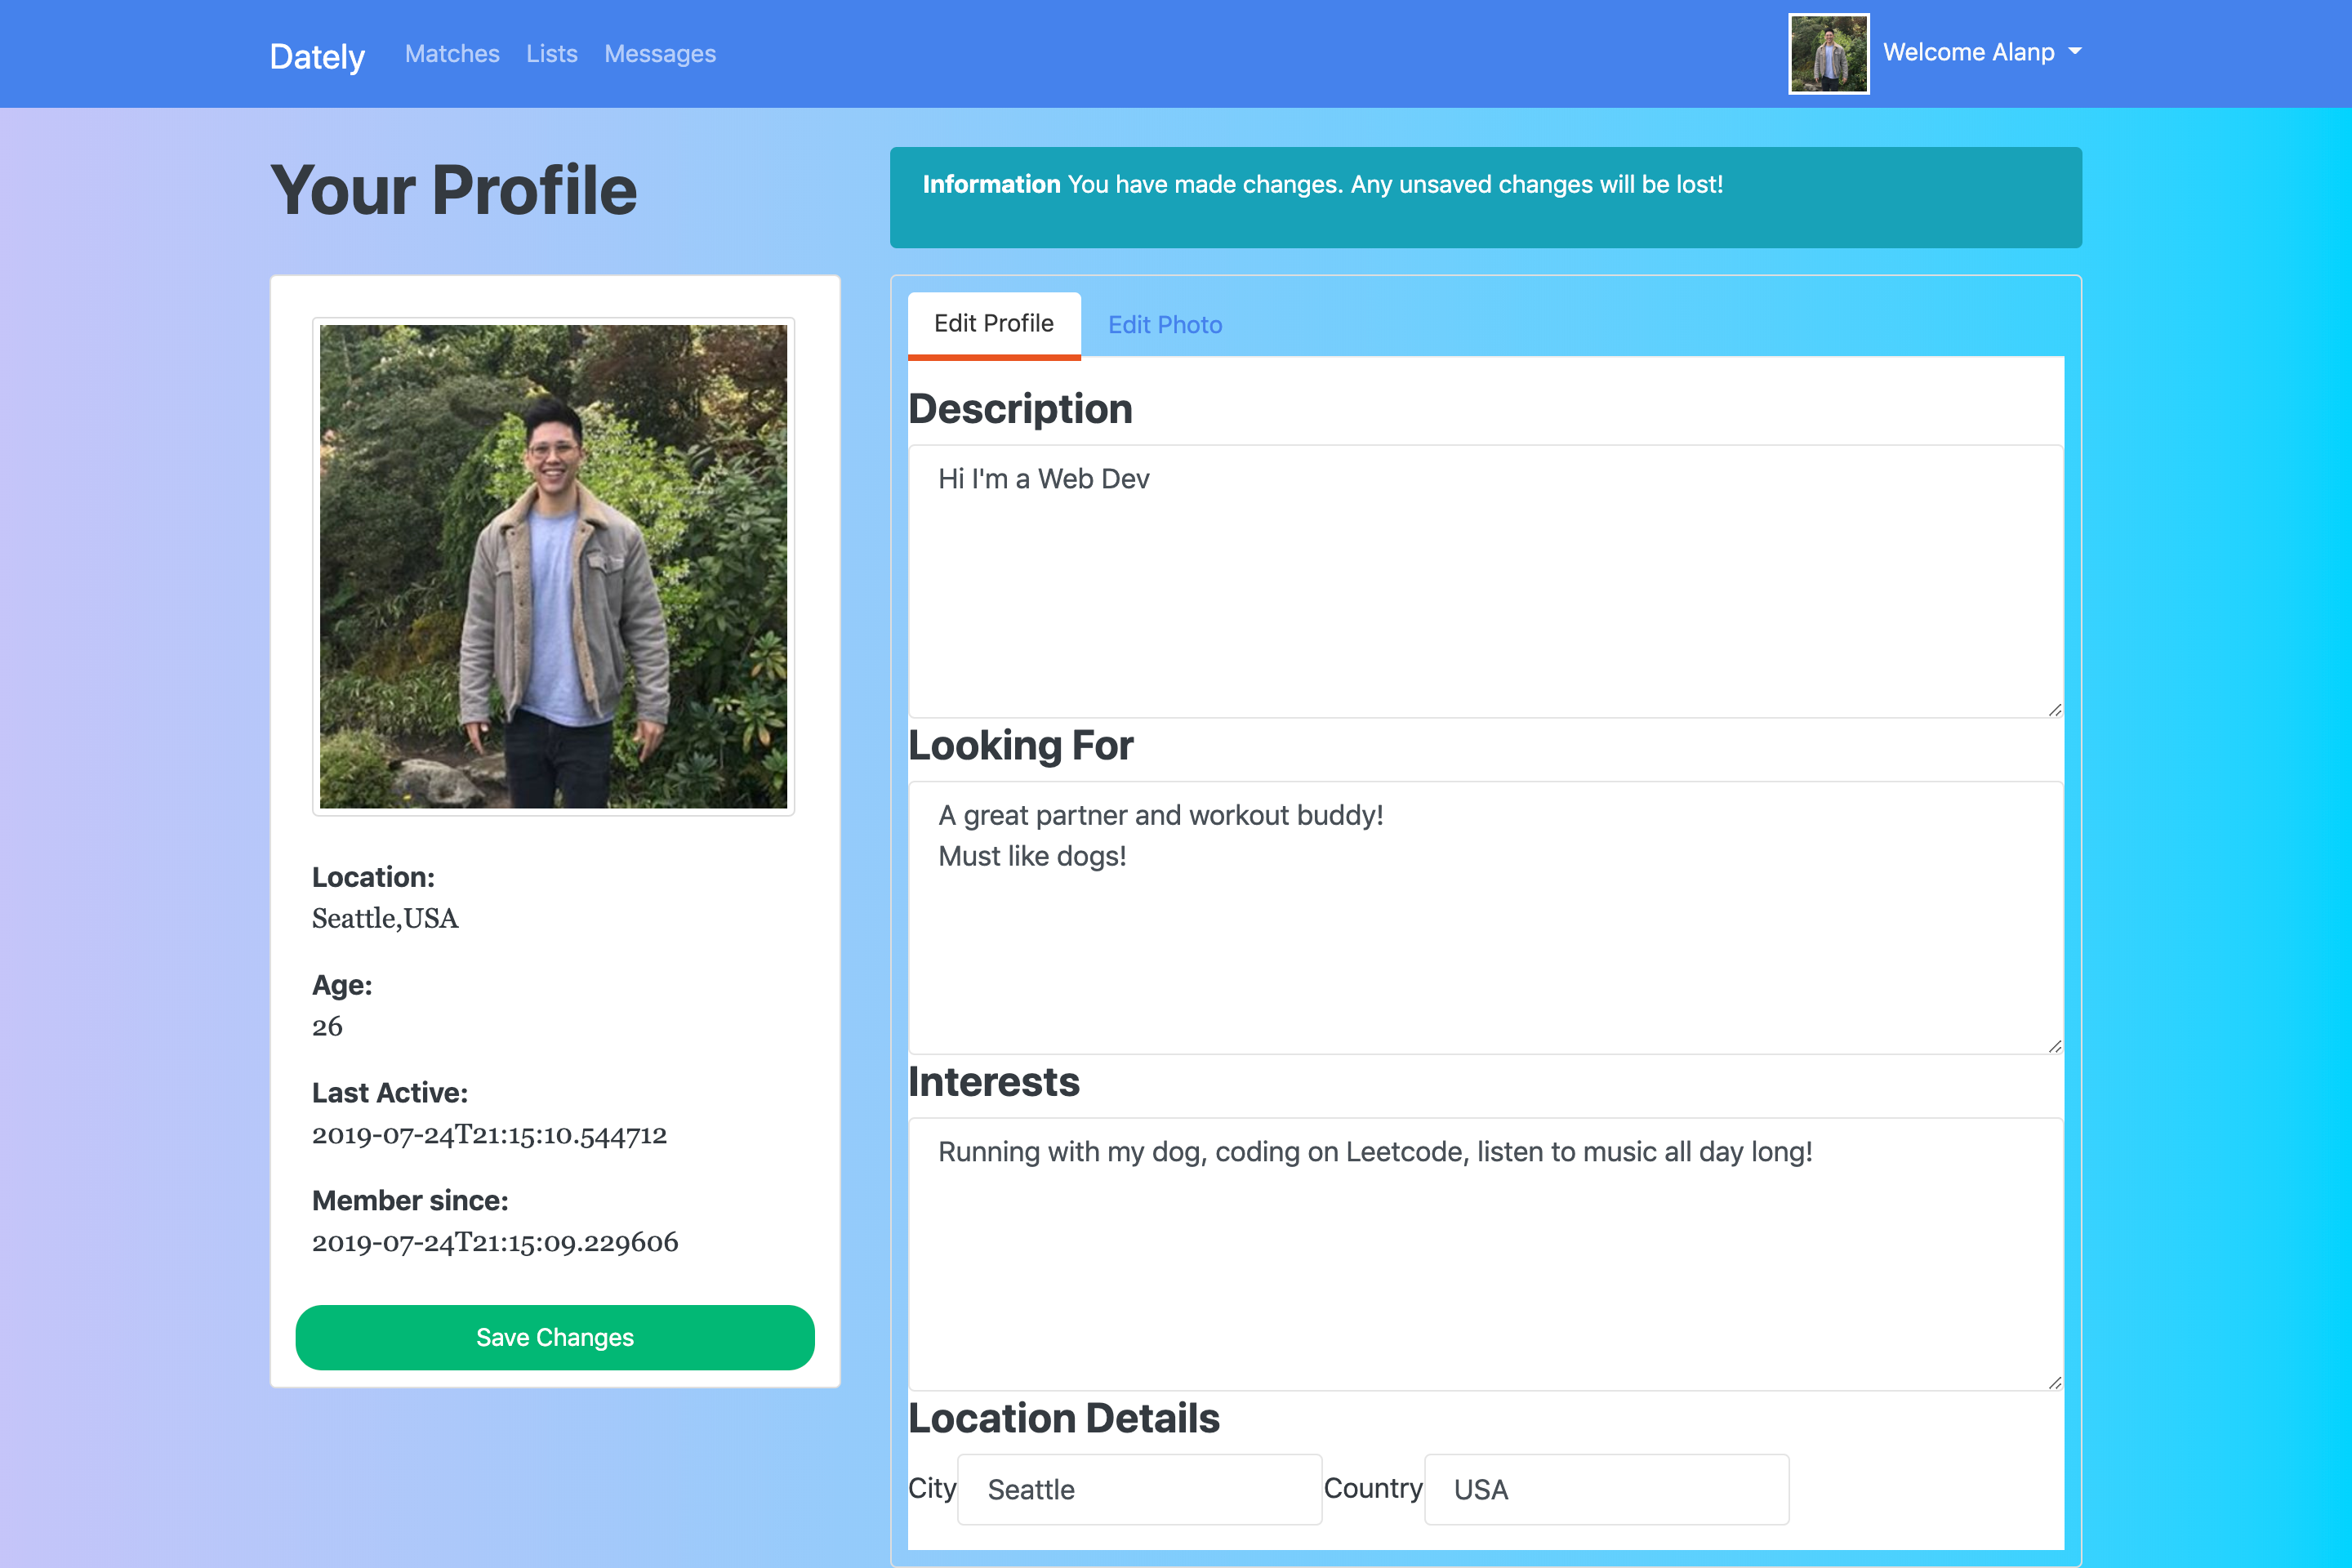 Dately Matches Lists Messages Welcome Alanp
Your Profile
Information You have made changes. Any unsaved changes will be lost!
Location:
Seattle,USA
Age:
26
Last Active:
2019-07-24T21:15:10.544712
Member since:
2019-07-24T21:15:09.229606
Save Changes
Edit Profile Edit Photo
Description
Hi I'm a Web Dev
Looking For
A great partner and workout buddy!
Must like dogs!
Interests
Running with my dog, coding on Leetcode, listen to music all day long!
Location Details
City Seattle Country USA